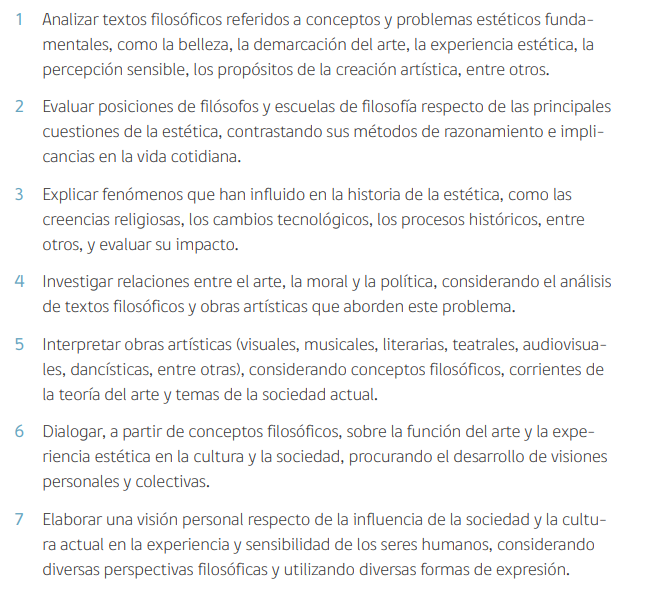 1 Analizar textos filosóficos referidos a conceptos y problemas estéticos funda-
mentales, como la belleza, la demarcación del arte, la experiencia estética, la
percepción sensible, los propósitos de la creación artística, entre otros.
2 Evaluar posiciones de filósofos y escuelas de filosofía respecto de las principales
cuestiones de la estética, contrastando sus métodos de razonamiento e impli-
cancias en la vida cotidiana.
3 Explicar fenómenos que han influido en la historia de la estética, como las
creencias religiosas, los cambios tecnológicos, los procesos históricos, entre
otros, y evaluar su impacto.
4 Investigar relaciones entre el arte, la moral y la política, considerando el análisis
de textos filosóficos y obras artísticas que aborden este problema.
5 Interpretar obras artísticas (visuales, musicales, literarias, teatrales, audiovisua-
les, dancísticas, entre otras), considerando conceptos filosóficos, corrientes de
la teoría del arte y temas de la sociedad actual.
6 Dialogar, a partir de conceptos filosóficos, sobre la función del arte y la expe-
riencia estética en la cultura y la sociedad, procurando el desarrollo de visiones
personales y colectivas.
7 Elaborar una visión personal respecto de la influencia de la sociedad y la cultu-
ra actual en la experiencia y sensibilidad de los seres humanos, considerando
diversas perspectivas filosóficas y utilizando diversas formas de expresión.